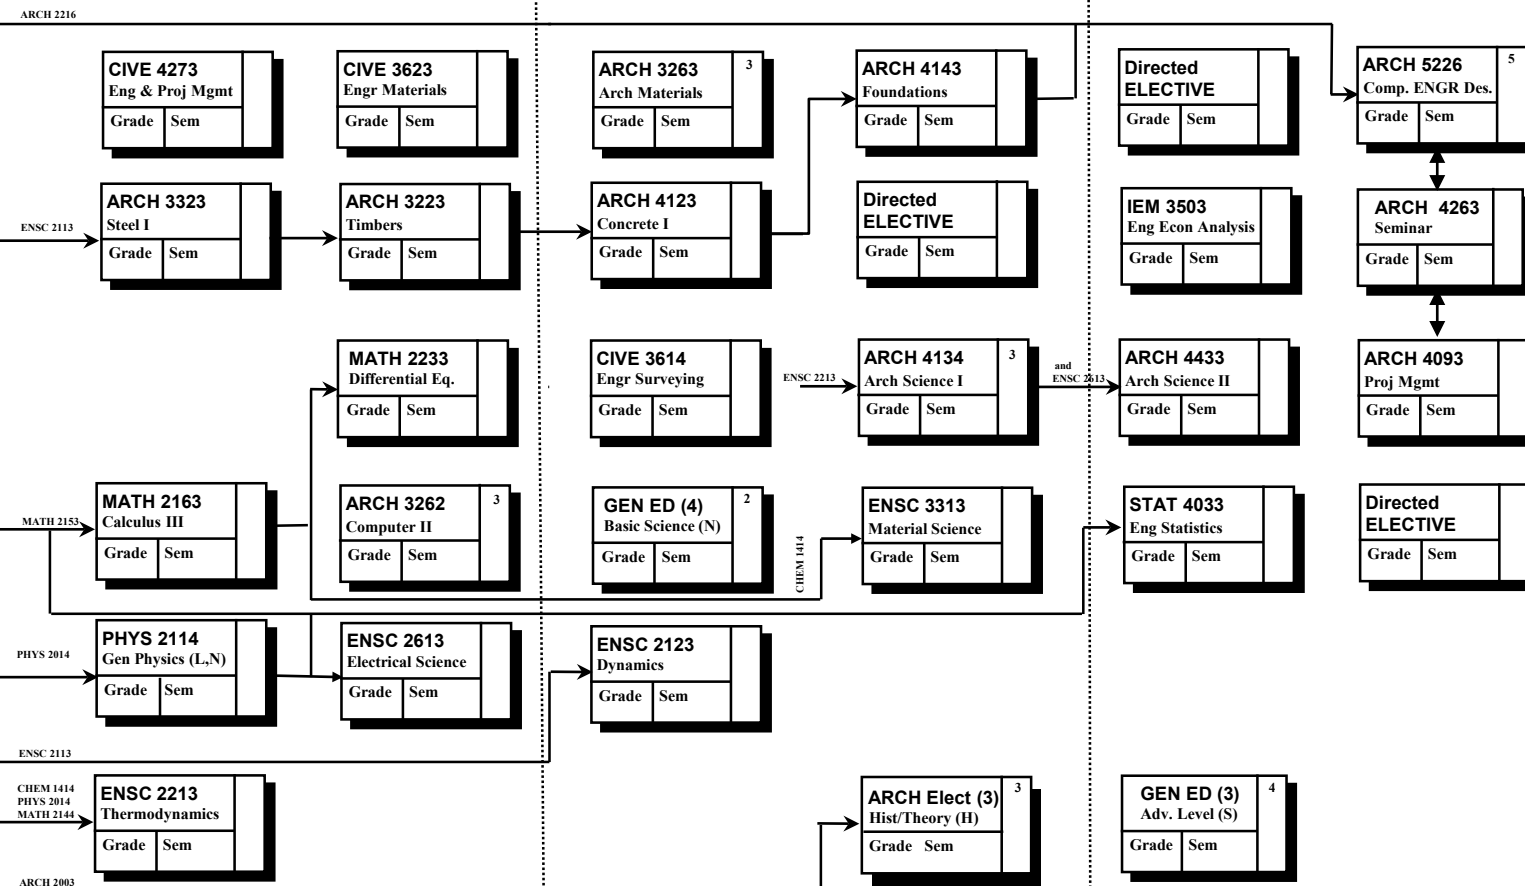 ARCH 2216
CIVE 4273
Eng & Proj Mgmt
Grade Sem
CIVE 3623
Engr Materials
Grade Sem
ARCH 3263
Arch Materials
3
Grade Sem
ARCH 4143
Foundations
Grade Sem
Directed
ELECTIVE
Grade Sem
ARCH 5226
Comp. ENGR Des.
5
Grade Sem
ENSC 2113
ARCH 3323
Steel I
Grade Sem
ARCH 3223
Timbers
Grade Sem
ARCH 4123
Concrete I
Grade Sem
Directed
ELECTIVE
Grade Sem
IEM 3503
Eng Econ Analysis
Grade Sem
ARCH 4263
Seminar
Grade Sem
MATH 2233
Differential Eq.
Grade Sem
CIVE 3614
Engr Surveying
Grade Sem
ENSC 2213
ARCH 4134
Arch Science I
3
Grade Sem
and
ENSC 2613
ARCH 4433
Arch Science II
Grade Sem
ARCH 4093
Proj Mgmt
Grade Sem
MATH 2153
MATH 2163
Calculus III
Grade Sem
ARCH 3262
Computer II
3
Grade Sem
GEN ED (4)
Basic Science (N)
2
Grade Sem
CHEM 1414
ENSC 3313
Material Science
Grade Sem
STAT 4033
Eng Statistics
Grade Sem
Directed
ELECTIVE
Grade Sem
PHYS 2014
PHYS 2114
Gen Physics (L,N)
Grade Sem
ENSC 2613
Electrical Science
Grade Sem
ENSC 2123
Dynamics
Grade Sem
ENSC 2113
CHEM 1414
PHYS 2014
MATH 2144
ENSC 2213
Thermodynamics
Grade Sem
ARCH Elect (3)
Hist/Theory (H)
3
Grade Sem
GEN ED (3)
Adv. Level (S)
4
Grade Sem
ARCH 2003